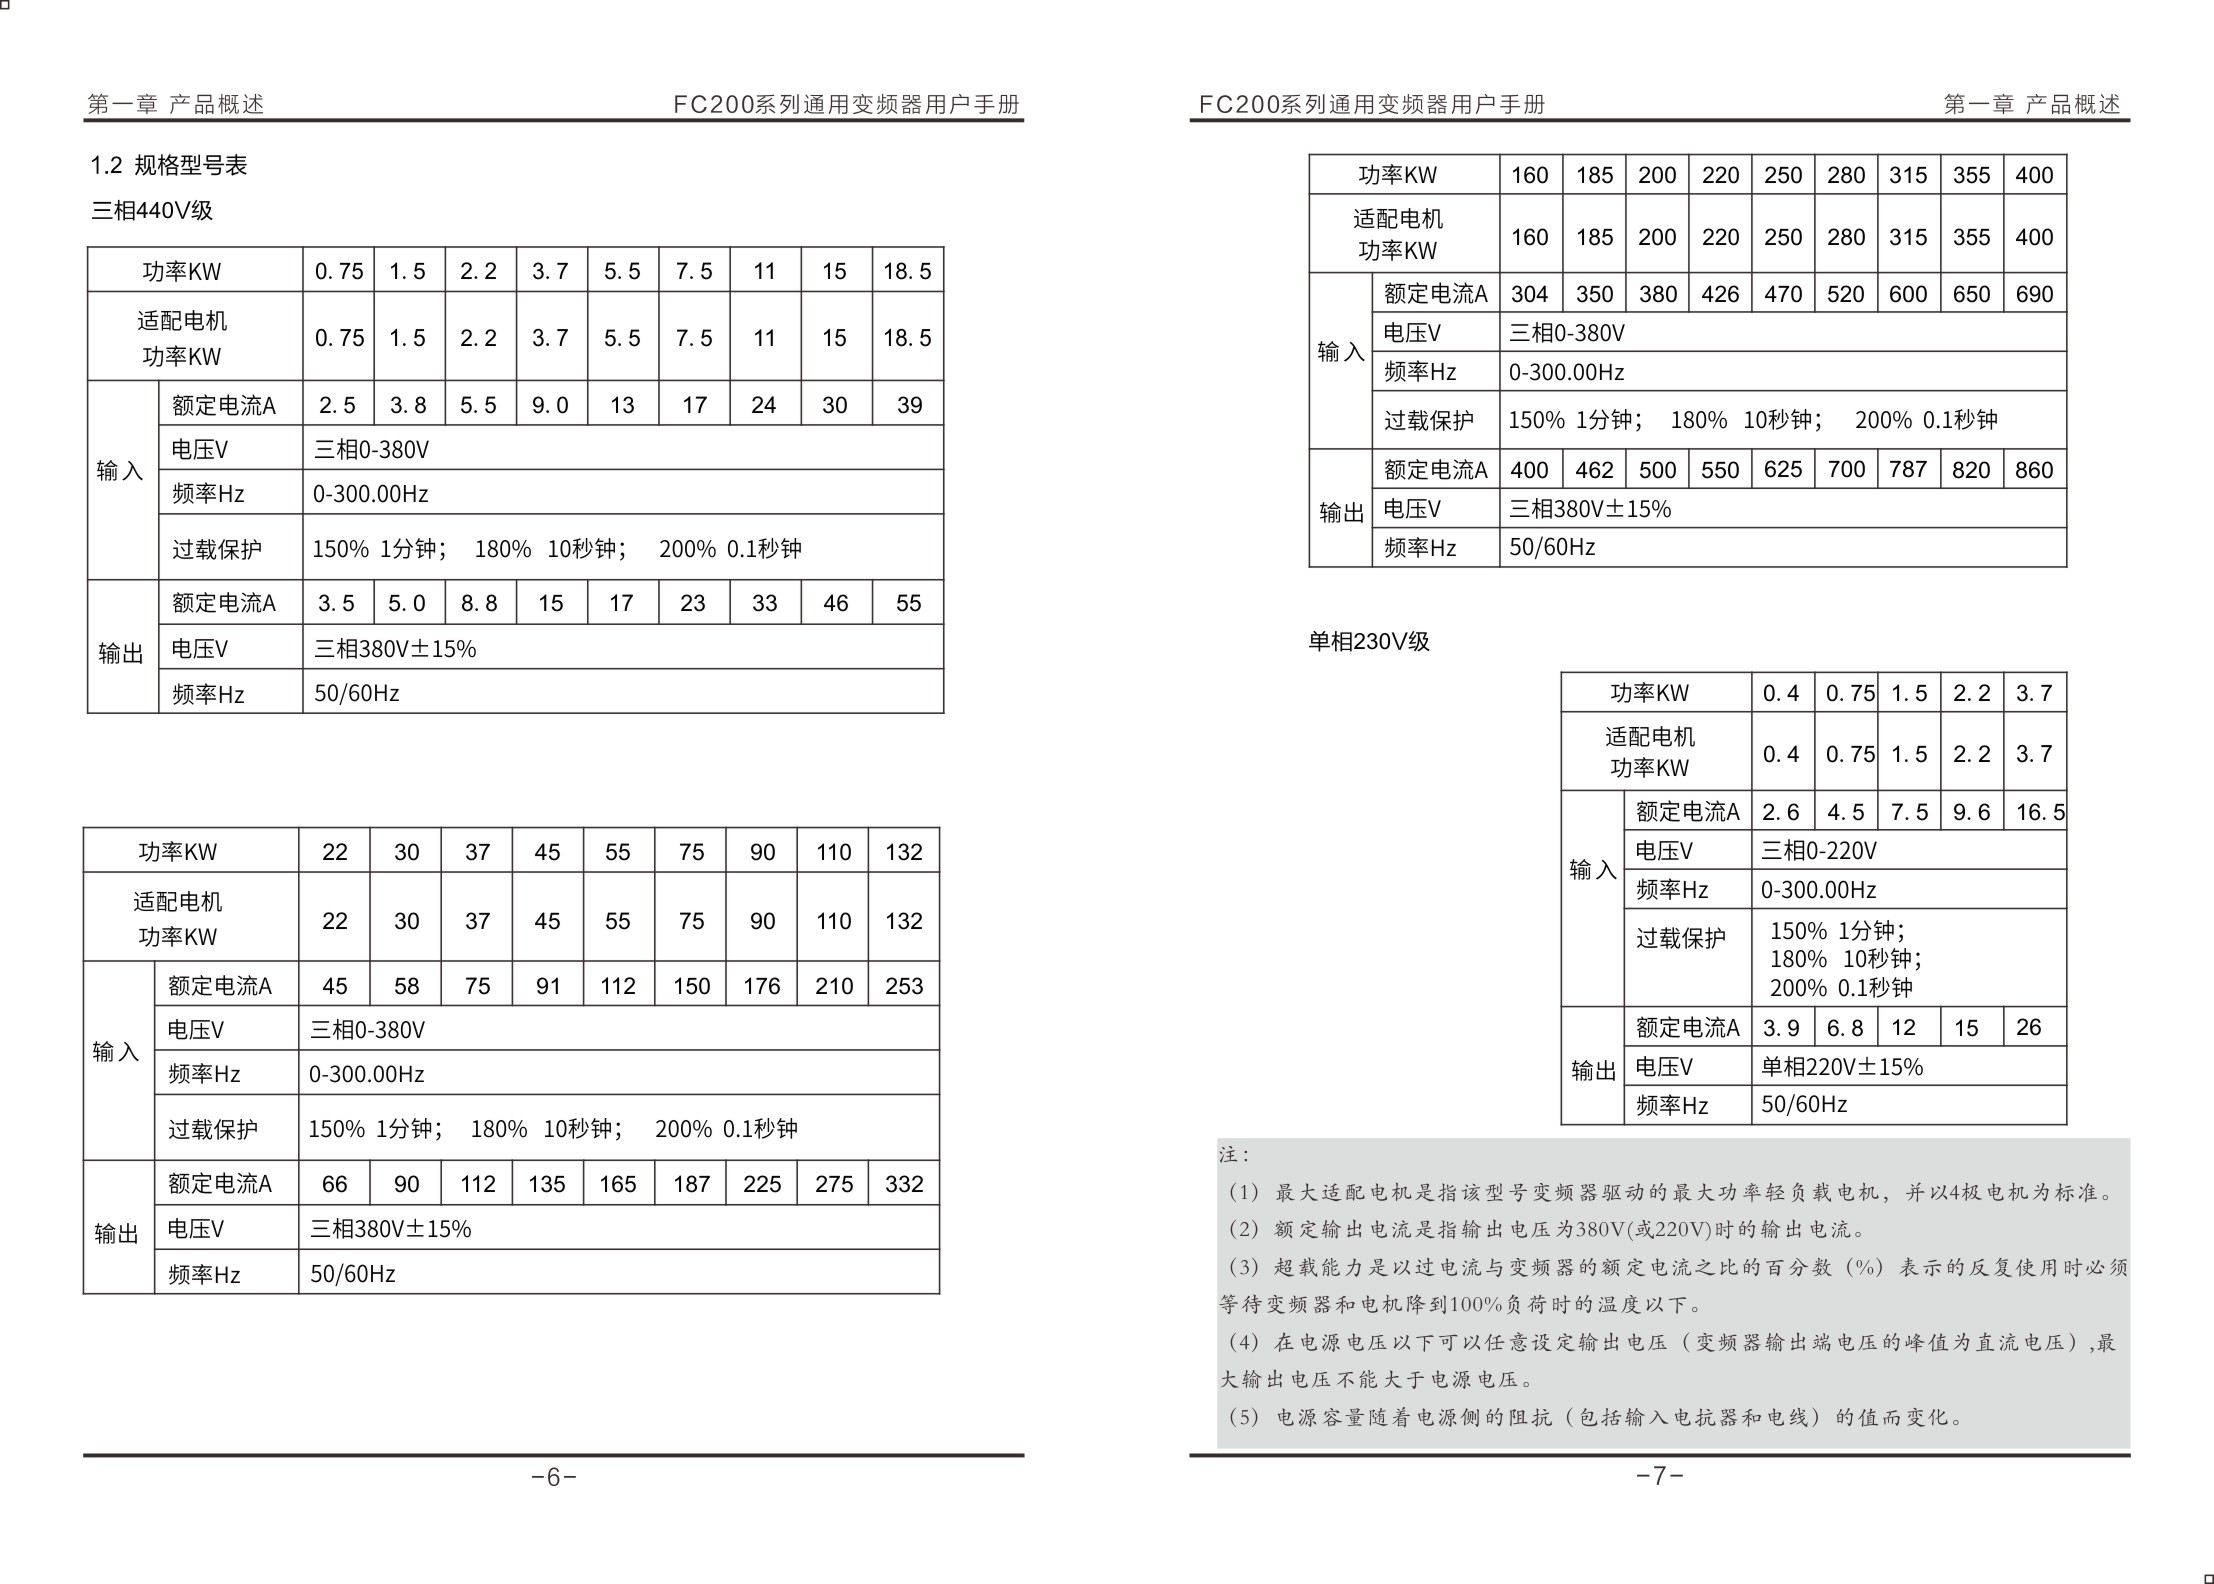 第一章 产品概述 FC200系列通用变频器用户手册
1.2 规格型号表
三相440V级
功率KW 0.75 1.5 2.2 3.7 5.5 7.5 11 15 18.5
适配电机
功率KW 0.75 1.5 2.2 3.7 5.5 7.5 11 15 18.5
输入
额定电流A 2.5 3.8 5.5 9.0 13 17 24 30 39
电压V 三相0-380V
频率Hz 0-300.00Hz
过载保护 150% 1分钟； 180% 10秒钟； 200% 0.1秒钟
输出
额定电流A 3.5 5.0 8.8 15 17 23 33 46 55
电压V 三相380V±15%
频率Hz 50/60Hz
功率KW 22 30 37 45 55 75 90 110 132
适配电机
功率KW 22 30 37 45 55 75 90 110 132
输入
额定电流A 45 58 75 91 112 150 176 210 253
电压V 三相0-380V
频率Hz 0-300.00Hz
过载保护 150% 1分钟； 180% 10秒钟； 200% 0.1秒钟
输出
额定电流A 66 90 112 135 165 187 225 275 332
电压V 三相380V±15%
频率Hz 50/60Hz
-6-
FC200系列通用变频器用户手册 第一章 产品概述
功率KW 160 185 200 220 250 280 315 355 400
适配电机
功率KW 160 185 200 220 250 280 315 355 400
输入
额定电流A 304 350 380 426 470 520 600 650 690
电压V 三相0-380V
频率Hz 0-300.00Hz
过载保护 150% 1分钟； 180% 10秒钟； 200% 0.1秒钟
输出
额定电流A 400 462 500 550 625 700 787 820 860
电压V 三相380V±15%
频率Hz 50/60Hz
单相230V级
功率KW 0.4 0.75 1.5 2.2 3.7
适配电机
功率KW 0.4 0.75 1.5 2.2 3.7
输入
额定电流A 2.6 4.5 7.5 9.6 16.5
电压V 三相0-220V
频率Hz 0-300.00Hz
过载保护 150% 1分钟；
180% 10秒钟；
200% 0.1秒钟
输出
额定电流A 3.9 6.8 12 15 26
电压V 单相220V±15%
频率Hz 50/60Hz
注：
（1）最大适配电机是指该型号变频器驱动的最大功率轻负载电机，并以4极电机为标准。
（2）额定输出电流是指输出电压为380V(或220V)时的输出电流。
（3）超载能力是以过电流与变频器的额定电流之比的百分数（%）表示的反复使用时必须
等待变频器和电机降到100%负荷时的温度以下。
（4）在电源电压以下可以任意设定输出电压（变频器输出端电压的峰值为直流电压）,最
大输出电压不能大于电源电压。
（5）电源容量随着电源侧的阻抗（包括输入电抗器和电线）的值而变化。
-7-